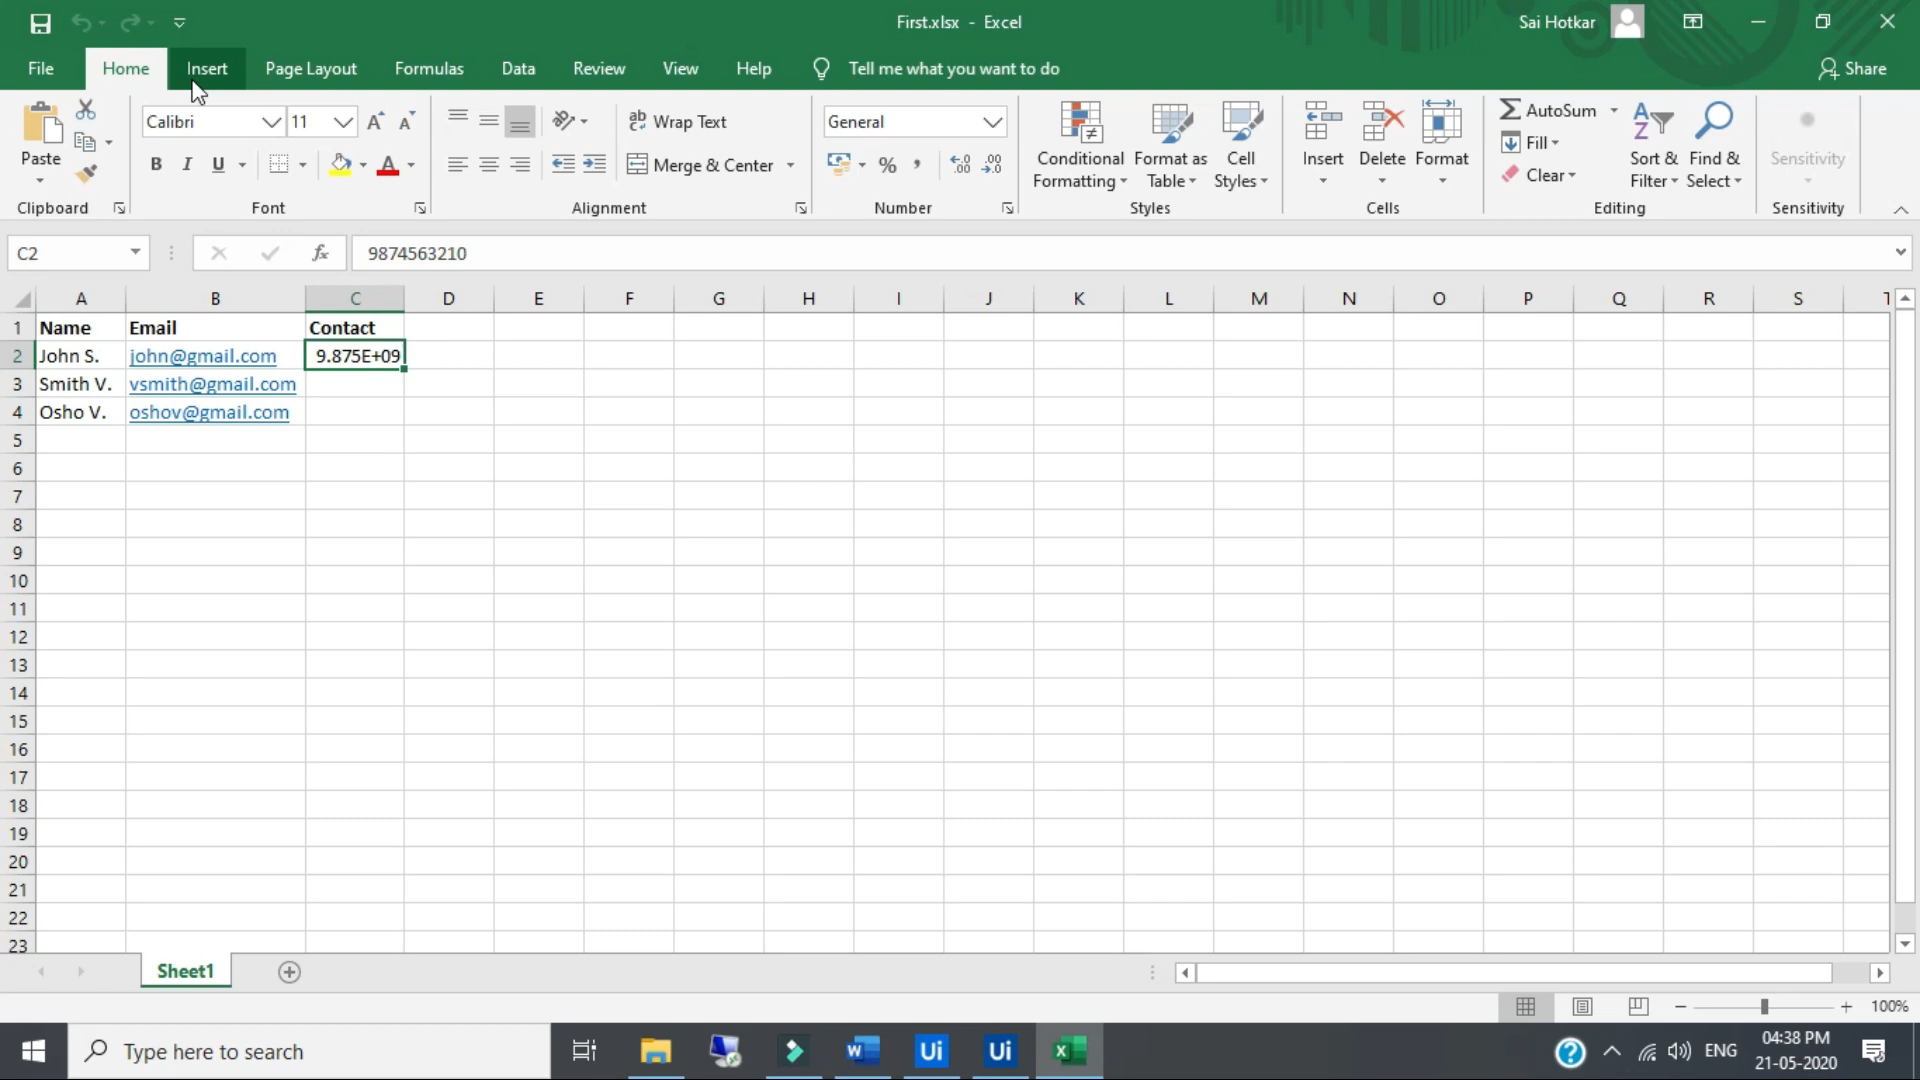 First.xlsx - Excel
Sai Hotkar
File Home Insert Page Layout Formulas Data Review View Help Tell me what you want to do Share
Paste
Calibri 11
B I U A
ab Wrap Text
Merge & Center
General
% ,
Conditional Formatting
Format as Table
Cell Styles
Insert Delete Format
AutoSum
Fill
Clear
Sort & Filter
Find & Select
Sensitivity
Clipboard Font Alignment Number Styles Cells Editing Sensitivity
C2 fx 9874563210
A B C D E F G H I J K L M N O P Q R S T
1 Name Email Contact
2 John S. john@gmail.com 9.875E+09
3 Smith V. vsmith@gmail.com
4 Osho V. oshov@gmail.com
5
6
7
8
9
10
11
12
13
14
15
16
17
18
19
20
21
22
23
Sheet1
100%
Type here to search
W Ui Ui X
ENG
04:38 PM
21-05-2020